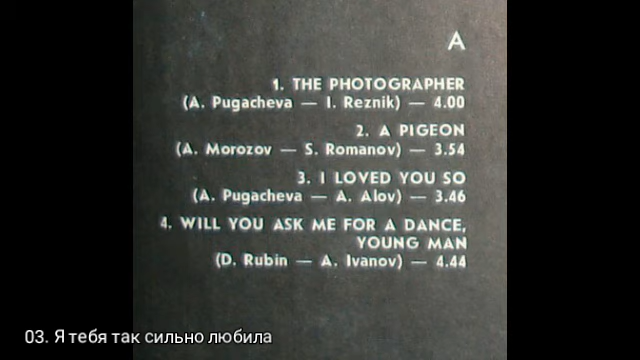 A
1. THE PHOTOGRAPHER
(A. Pugacheva — I. Reznik) — 4.00
2. A PIGEON
(A. Morozov — S. Romanov) — 3.54
3. I LOVED YOU SO
(A. Pugacheva — A. Alov) — 3.46
4. WILL YOU ASK ME FOR A DANCE,
YOUNG MAN
(D. Rubin — A. Ivanov) — 4.44
03. Я тебя так сильно любила